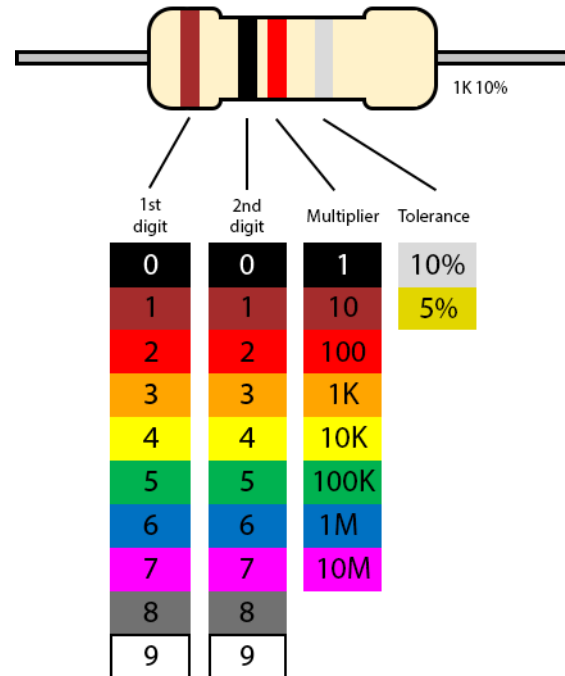 1K 10%
1st digit
2nd digit
Multiplier
Tolerance
0 0 1 10%
1 1 10 5%
2 2 100
3 3 1K
4 4 10K
5 5 100K
6 6 1M
7 7 10M
8 8
9 9